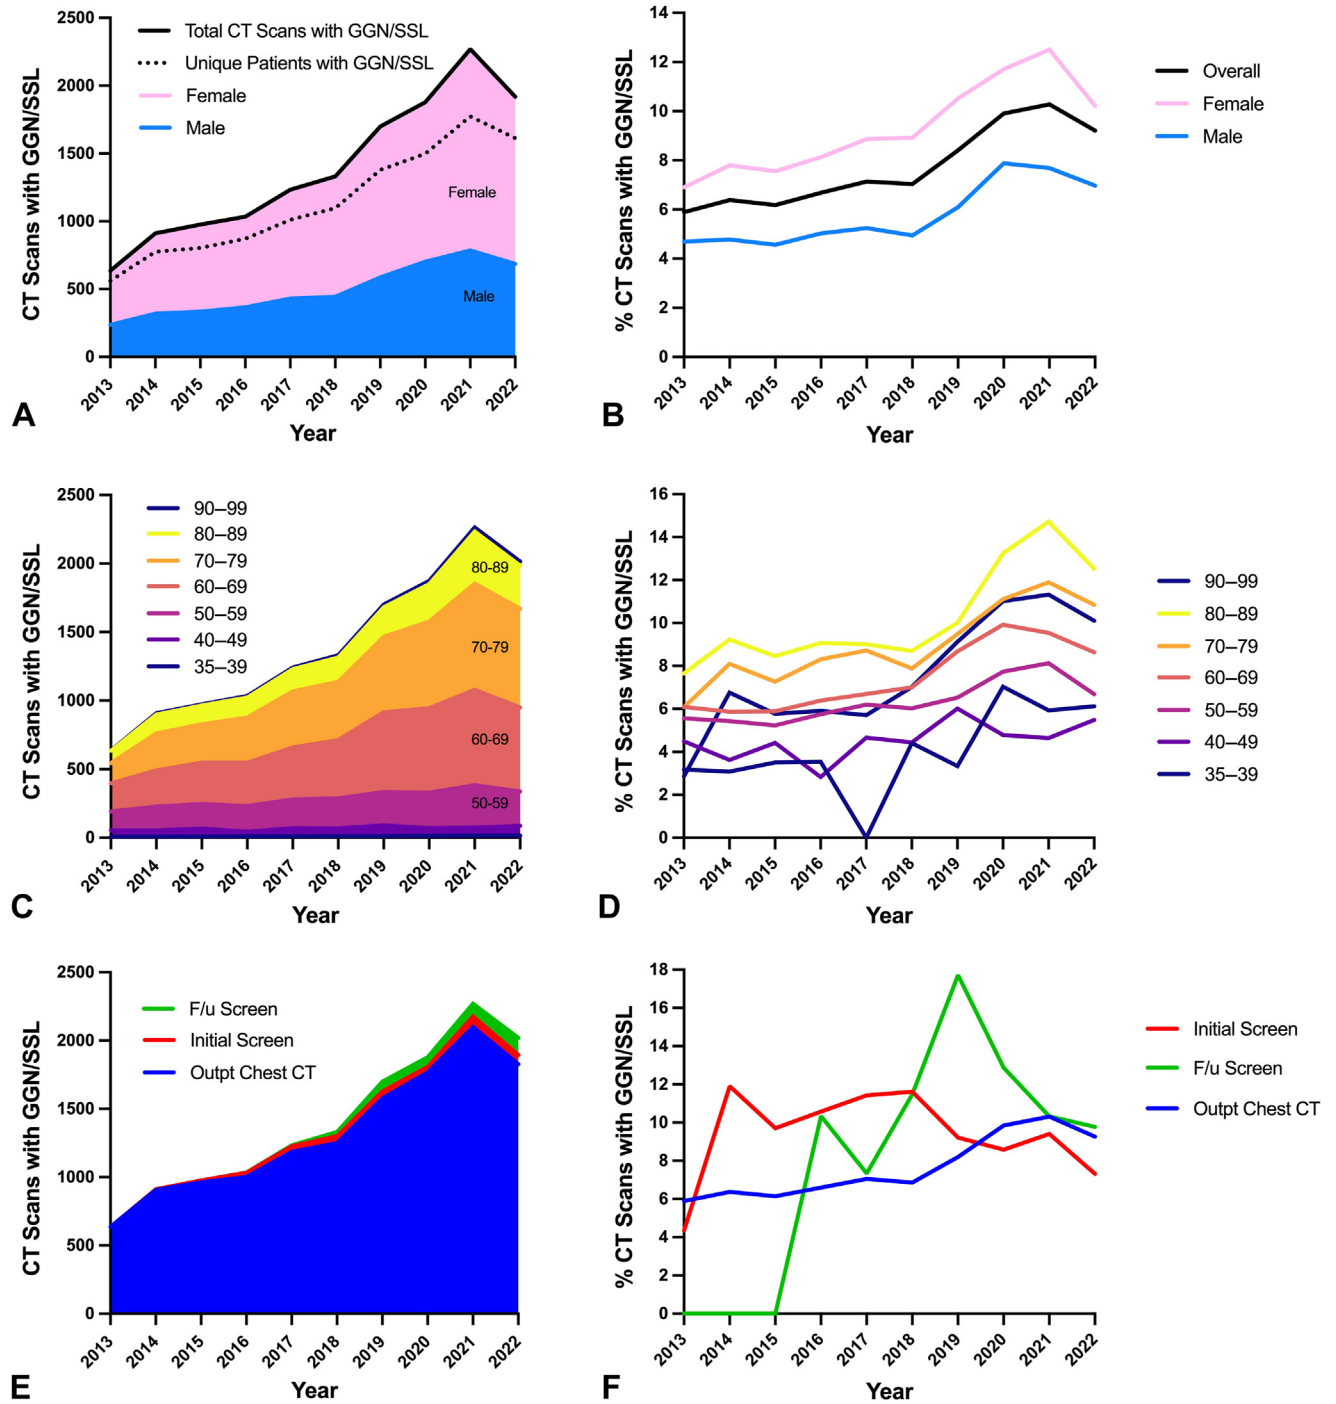 2500
2000
1500
1000
500
0
CT Scans with GGN/SSL
Total CT Scans with GGN/SSL
Unique Patients with GGN/SSL
Female
Male
Female
Male
2013 2014 2015 2016 2017 2018 2019 2020 2021 2022
Year
A
14
12
10
8
6
4
2
0
% CT Scans with GGN/SSL
Overall
Female
Male
2013 2014 2015 2016 2017 2018 2019 2020 2021 2022
Year
B
2500
2000
1500
1000
500
0
CT Scans with GGN/SSL
90–99
80–89
70–79
60–69
50–59
40–49
35–39
80-89
70-79
60-69
50-59
2013 2014 2015 2016 2017 2018 2019 2020 2021 2022
Year
C
16
14
12
10
8
6
4
2
0
% CT Scans with GGN/SSL
90–99
80–89
70–79
60–69
50–59
40–49
35–39
2013 2014 2015 2016 2017 2018 2019 2020 2021 2022
Year
D
2500
2000
1500
1000
500
0
CT Scans with GGN/SSL
F/u Screen
Initial Screen
Outpt Chest CT
2013 2014 2015 2016 2017 2018 2019 2020 2021 2022
Year
E
18
16
14
12
10
8
6
4
2
0
% CT Scans with GGN/SSL
Initial Screen
F/u Screen
Outpt Chest CT
2013 2014 2015 2016 2017 2018 2019 2020 2021 2022
Year
F